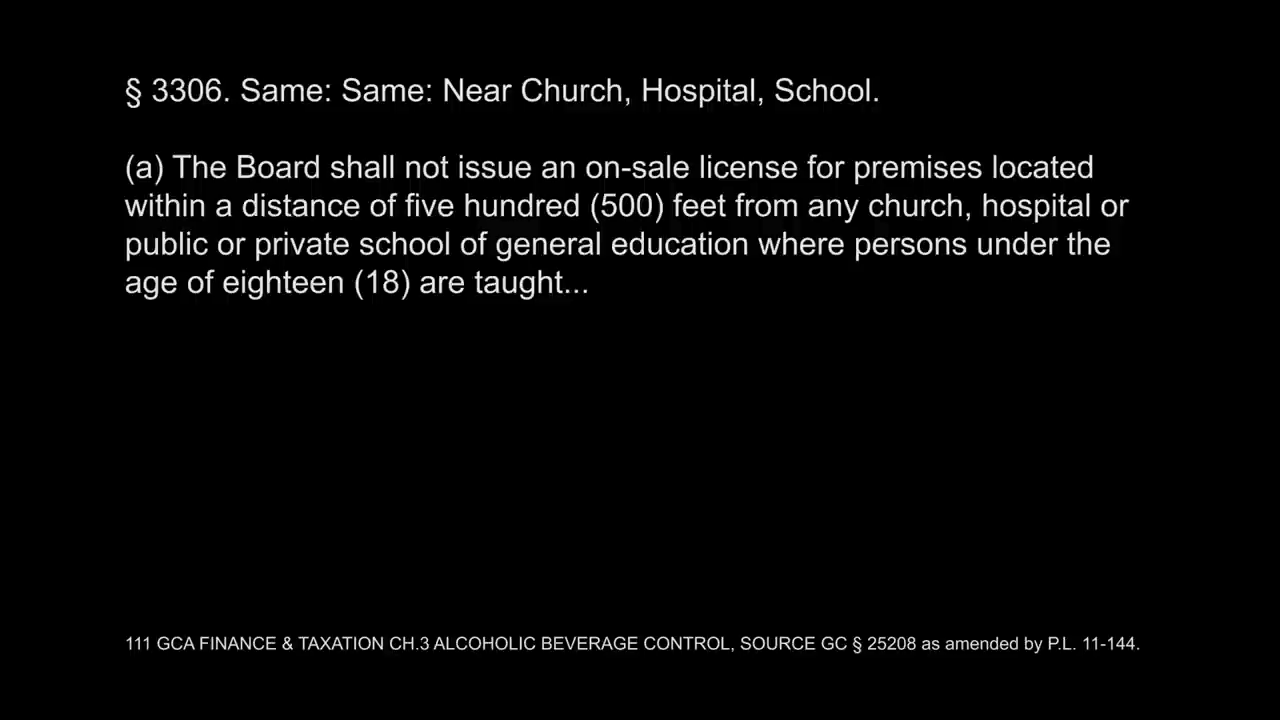 § 3306. Same: Same: Near Church, Hospital, School.
(a) The Board shall not issue an on-sale license for premises located
within a distance of five hundred (500) feet from any church, hospital or
public or private school of general education where persons under the
age of eighteen (18) are taught...
111 GCA FINANCE & TAXATION CH.3 ALCOHOLIC BEVERAGE CONTROL, SOURCE GC § 25208 as amended by P.L. 11-144.